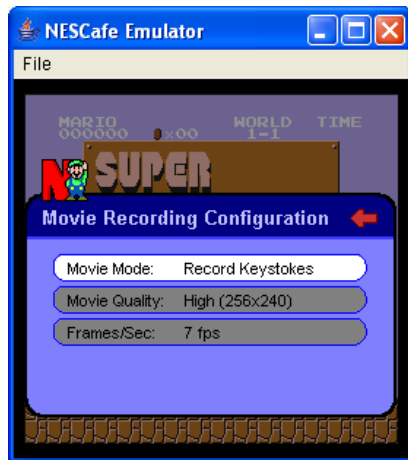 NESCafe Emulator
File
MARIO WORLD TIME
000000 ×00 1-1
SUPER
N
Movie Recording Configuration
Movie Mode: Record Keystokes
Movie Quality: High (256x240)
Frames/Sec: 7 fps